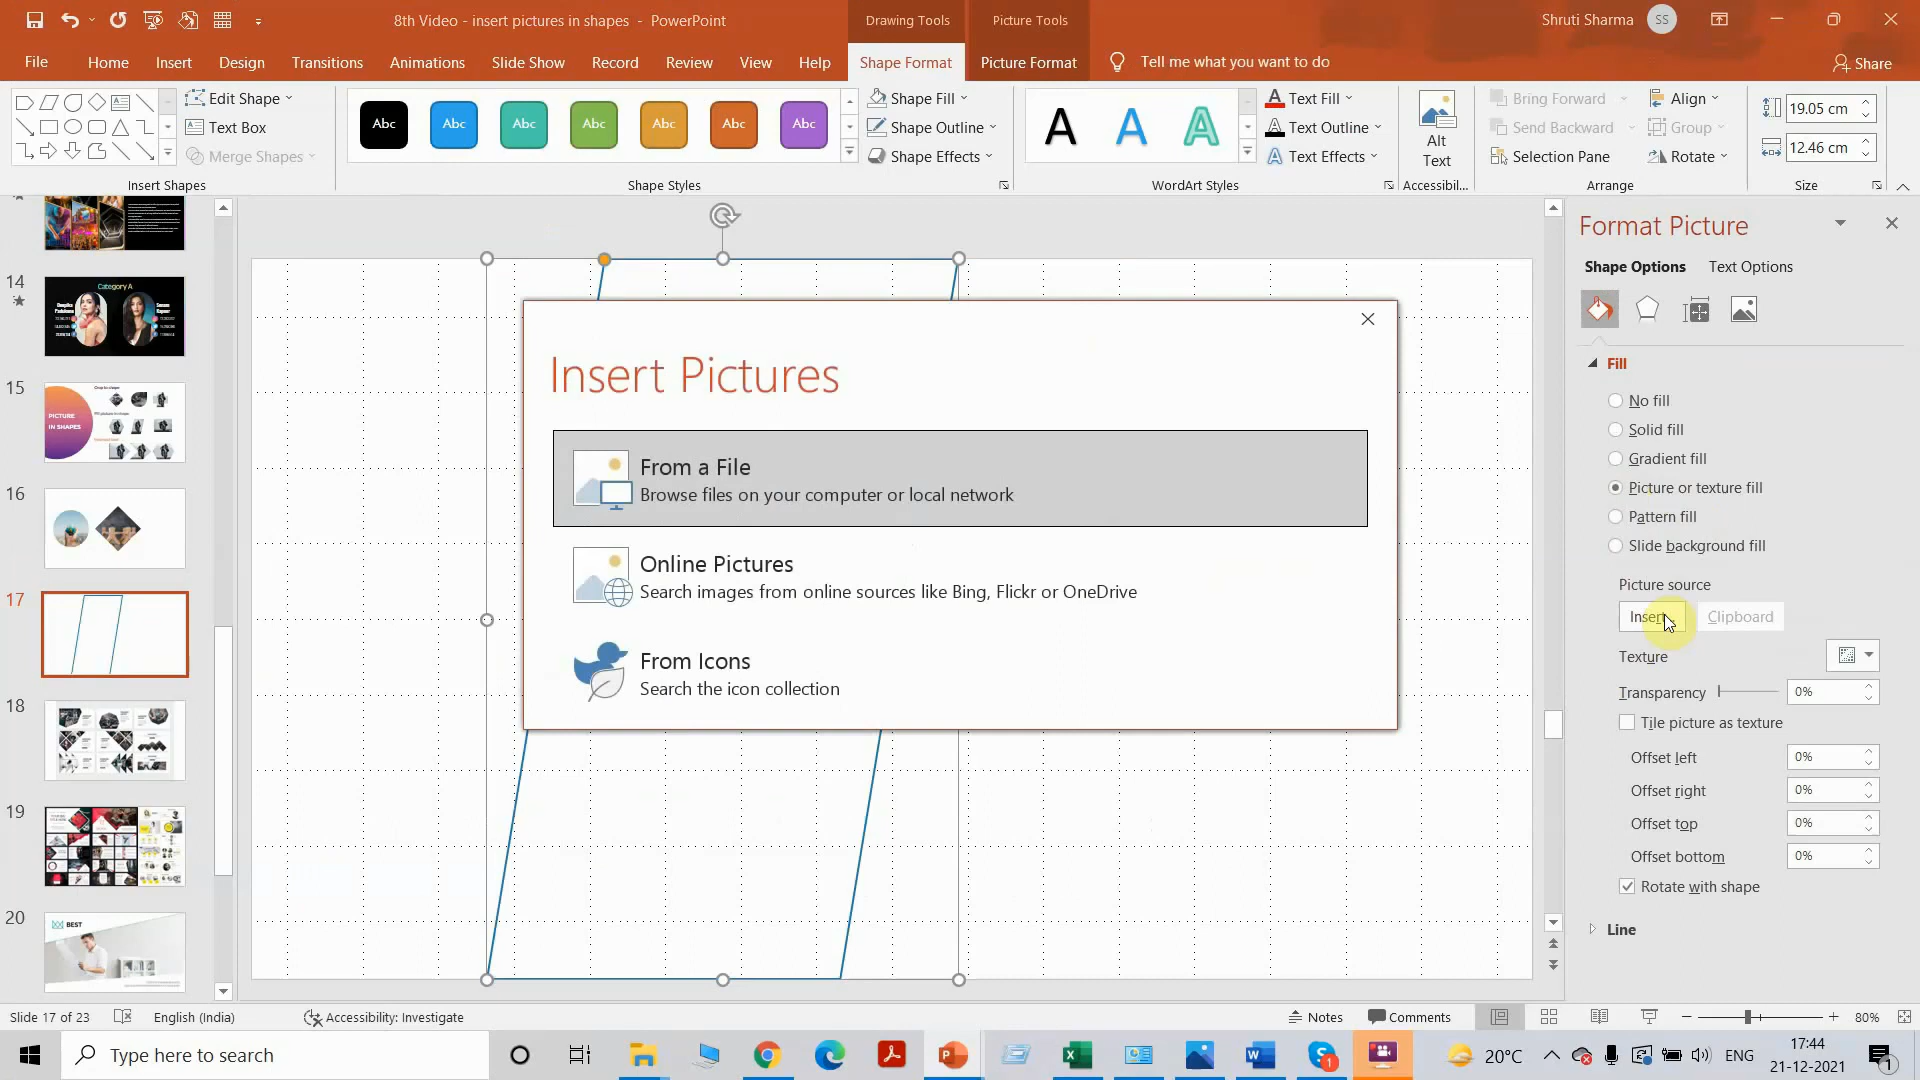 8th Video - insert pictures in shapes - PowerPoint
Drawing Tools
Picture Tools
Shruti Sharma
SS
File
Home
Insert
Design
Transitions
Animations
Slide Show
Record
Review
View
Help
Shape Format
Picture Format
Tell me what you want to do
Share
Edit Shape
Text Box
Merge Shapes
Insert Shapes
Abc
Abc
Abc
Abc
Abc
Abc
Abc
Shape Fill
Shape Outline
Shape Effects
Shape Styles
A
A
A
Text Fill
Text Outline
Text Effects
WordArt Styles
Alt
Text
Accessibil...
Bring Forward
Send Backward
Selection Pane
Align
Group
Rotate
Arrange
19.05 cm
12.46 cm
Size
14
Category A
Deepika
Padukone
Sonam
Kapoor
15
PICTURE
IN SHAPES
16
17
18
19
20
BEST
Insert Pictures
From a File
Browse files on your computer or local network
Online Pictures
Search images from online sources like Bing, Flickr or OneDrive
From Icons
Search the icon collection
Format Picture
Shape Options
Text Options
Fill
No fill
Solid fill
Gradient fill
Picture or texture fill
Pattern fill
Slide background fill
Picture source
Insert...
Clipboard
Texture
Transparency
0%
Tile picture as texture
Offset left
0%
Offset right
0%
Offset top
0%
Offset bottom
0%
Rotate with shape
Line
Slide 17 of 23
English (India)
Accessibility: Investigate
Notes
Comments
80%
Type here to search
20°C
ENG
17:44
21-12-2021
1